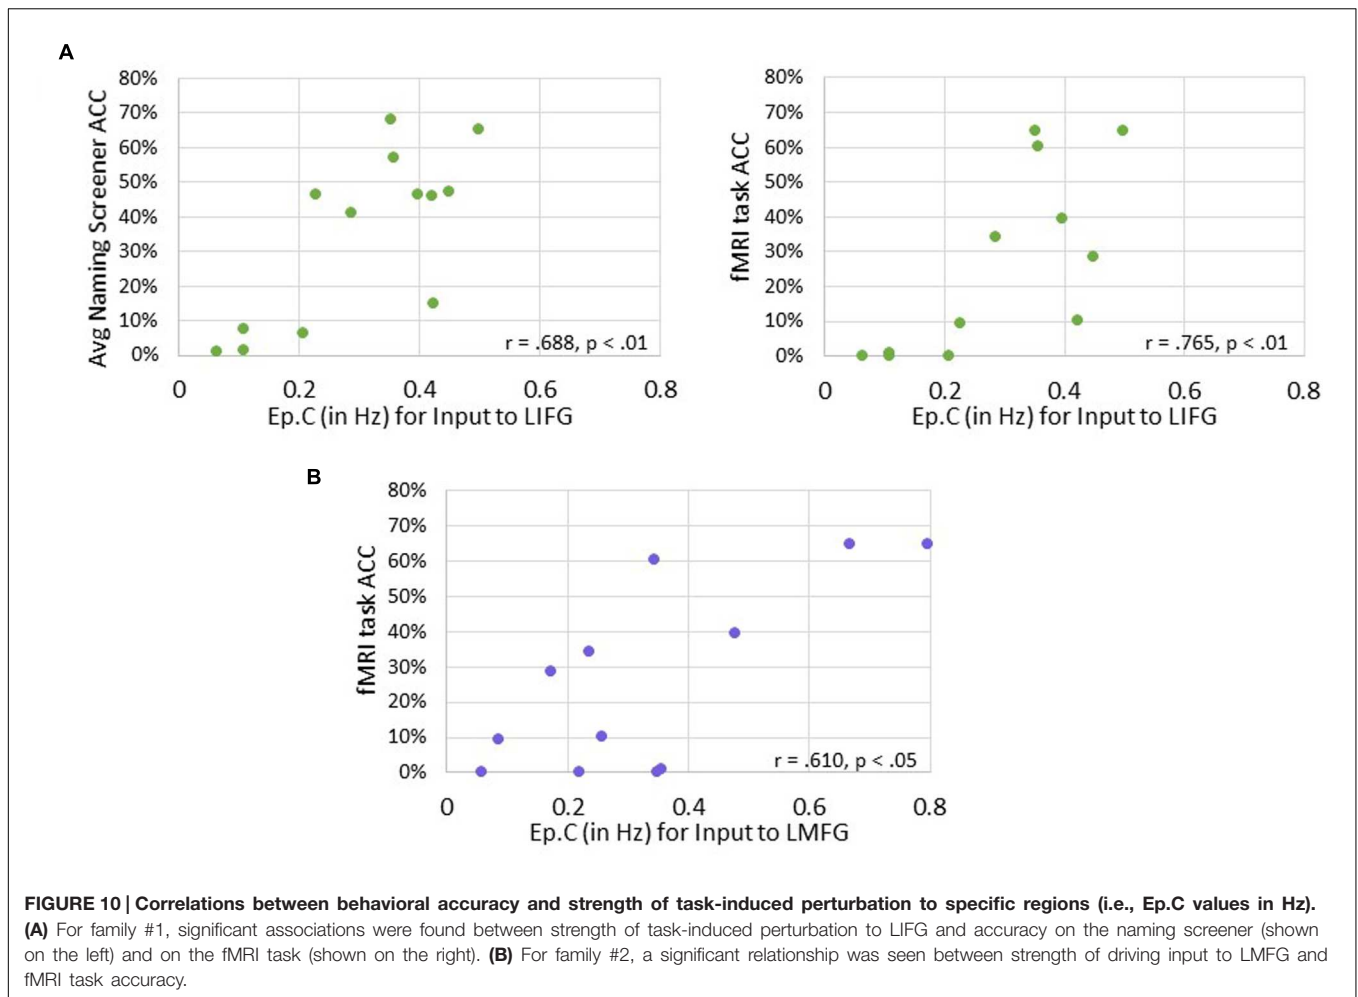 A
80%
70%
60%
50%
40%
30%
20%
10%
0%
Avg Naming Screener ACC
r = .688, p < .01
0 0.2 0.4 0.6 0.8
Ep.C (in Hz) for Input to LIFG
80%
70%
60%
50%
40%
30%
20%
10%
0%
fMRI task ACC
r = .765, p < .01
0 0.2 0.4 0.6 0.8
Ep.C (in Hz) for Input to LIFG
B
80%
70%
60%
50%
40%
30%
20%
10%
0%
fMRI task ACC
r = .610, p < .05
0 0.2 0.4 0.6 0.8
Ep.C (in Hz) for Input to LMFG
FIGURE 10 | Correlations between behavioral accuracy and strength of task-induced perturbation to specific regions (i.e., Ep.C values in Hz).
(A) For family #1, significant associations were found between strength of task-induced perturbation to LIFG and accuracy on the naming screener (shown
on the left) and on the fMRI task (shown on the right). (B) For family #2, a significant relationship was seen between strength of driving input to LMFG and
fMRI task accuracy.